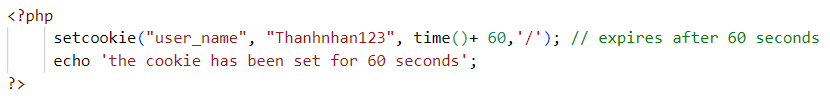 <?php
setcookie("user_name", "Thanhnhan123", time()+ 60,'/'); // expires after 60 seconds
echo 'the cookie has been set for 60 seconds';
?>